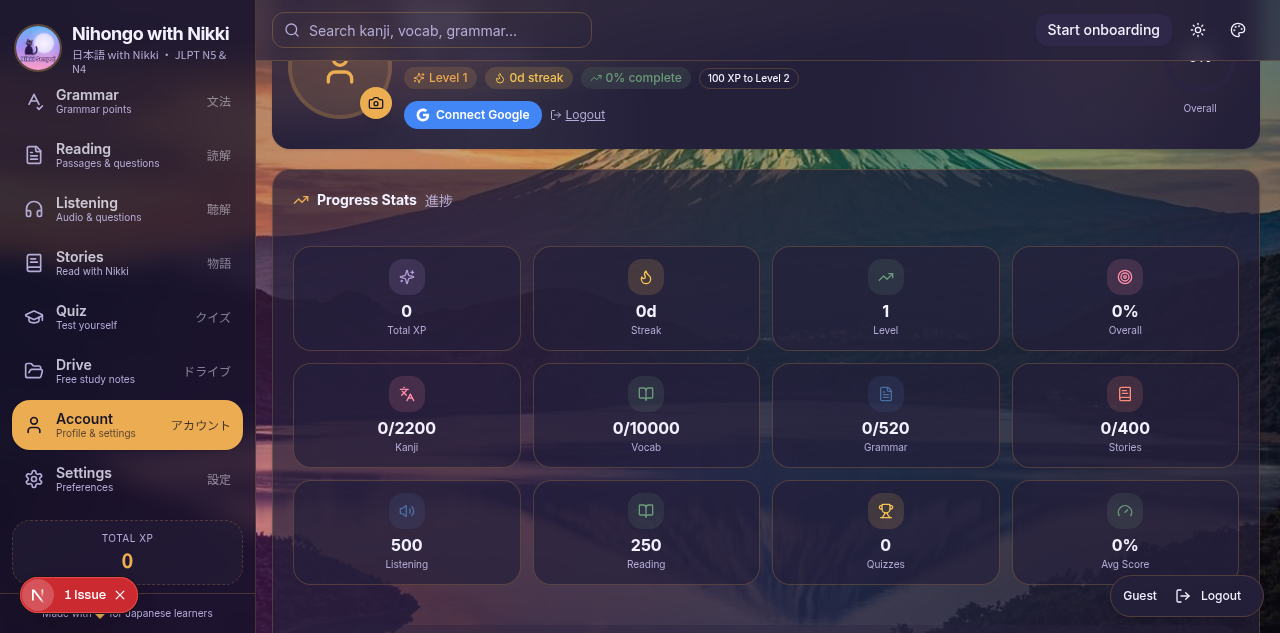 Nihongo with Nikki
日本語 with Nikki ・ JLPT N5 &
N4
Grammar
Grammar points
文法
Reading
Passages & questions
読解
Listening
Audio & questions
聴解
Stories
Read with Nikki
物語
Quiz
Test yourself
クイズ
Drive
Free study notes
ドライブ
Account
Profile & settings
アカウント
Settings
Preferences
設定
TOTAL XP
0
N
1 Issue
Made with
for Japanese learners
Search kanji, vocab, grammar...
Start onboarding
Level 1
0d streak
0% complete
100 XP to Level 2
Connect Google
Logout
Overall
Progress Stats 進捗
0
Total XP
0d
Streak
1
Level
0%
Overall
0/2200
Kanji
0/10000
Vocab
0/520
Grammar
0/400
Stories
500
Listening
250
Reading
0
Quizzes
0%
Avg Score
Guest
Logout